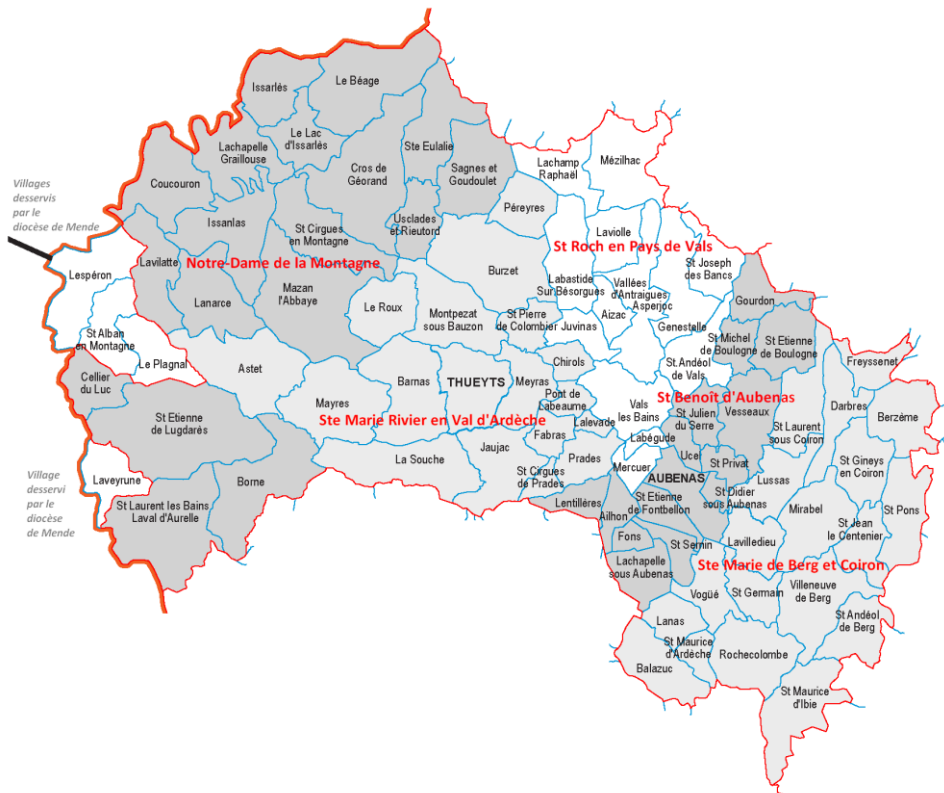 Issarlés
Le Béage
Le Lac
d'Issarlés
Lachapelle
Graillouse
Ste Eulalie
Sagnes et
Goudoulet
Cros de
Géorand
Coucouron
Villages
desservis
par le
diocèse de Mende
Issanlas
St Cirgues
en Montagne
Usclades
et Rieutord
Lachamp
Raphaël
Mézilhac
Péreyres
Laviolle
St Roch en Pays de Vals
St Joseph
des Bancs
Lespéron
Lavilatte
Notre-Dame de la Montagne
Lanarce
Mazan
l'Abbaye
Burzet
Labastide
Sur Bésorgues
Vallées
d'Antraigues
Asperjoc
Aizac
Gourdon
Le Roux
Montpezat
sous Bauzon
St Pierre
de Colombier
Juvinas
Genestelle
St Michel
de Boulogne
St Etienne
de Boulogne
St Alban
en Montagne
Le Plagnal
Astet
Chirols
St Andéol
de Vals
Freyssenet
Cellier
du Luc
Mayres
Barnas
THUEYTS
Meyras
Pont de
Labeaume
Vals
les Bains
St Benoît d'Aubenas
Darbres
Berzème
St Etienne
de Lugdarès
Ste Marie Rivier en Val d'Ardèche
Lalevade
St Julien
du Serre
Vesseaux
St Laurent
sous Coiron
Fabras
Labégude
Jaujac
La Souche
Prades
Ucel
Mercuer
St Privat
St Gineys
en Coiron
Village
desservi
par le
diocèse
de Mende
Laveyrune
Borne
St Cirgues
de Prades
AUBENAS
Lussas
St Laurent les Bains
Laval d'Aurelle
Lentillères
Ailhon
St Etienne
de Fontbellon
St Didier
sous Aubenas
Mirabel
St Pons
St Jean
le Centenier
Fons
St Sernin
Lavilledieu
Lachapelle
sous Aubenas
Ste Marie de Berg et Coiron
Vogüé
St Germain
Villeneuve
de Berg
Lanas
St Andéol
de Berg
St Maurice
d'Ardèche
Balazuc
Rochecolombe
St Maurice
d'Ibie